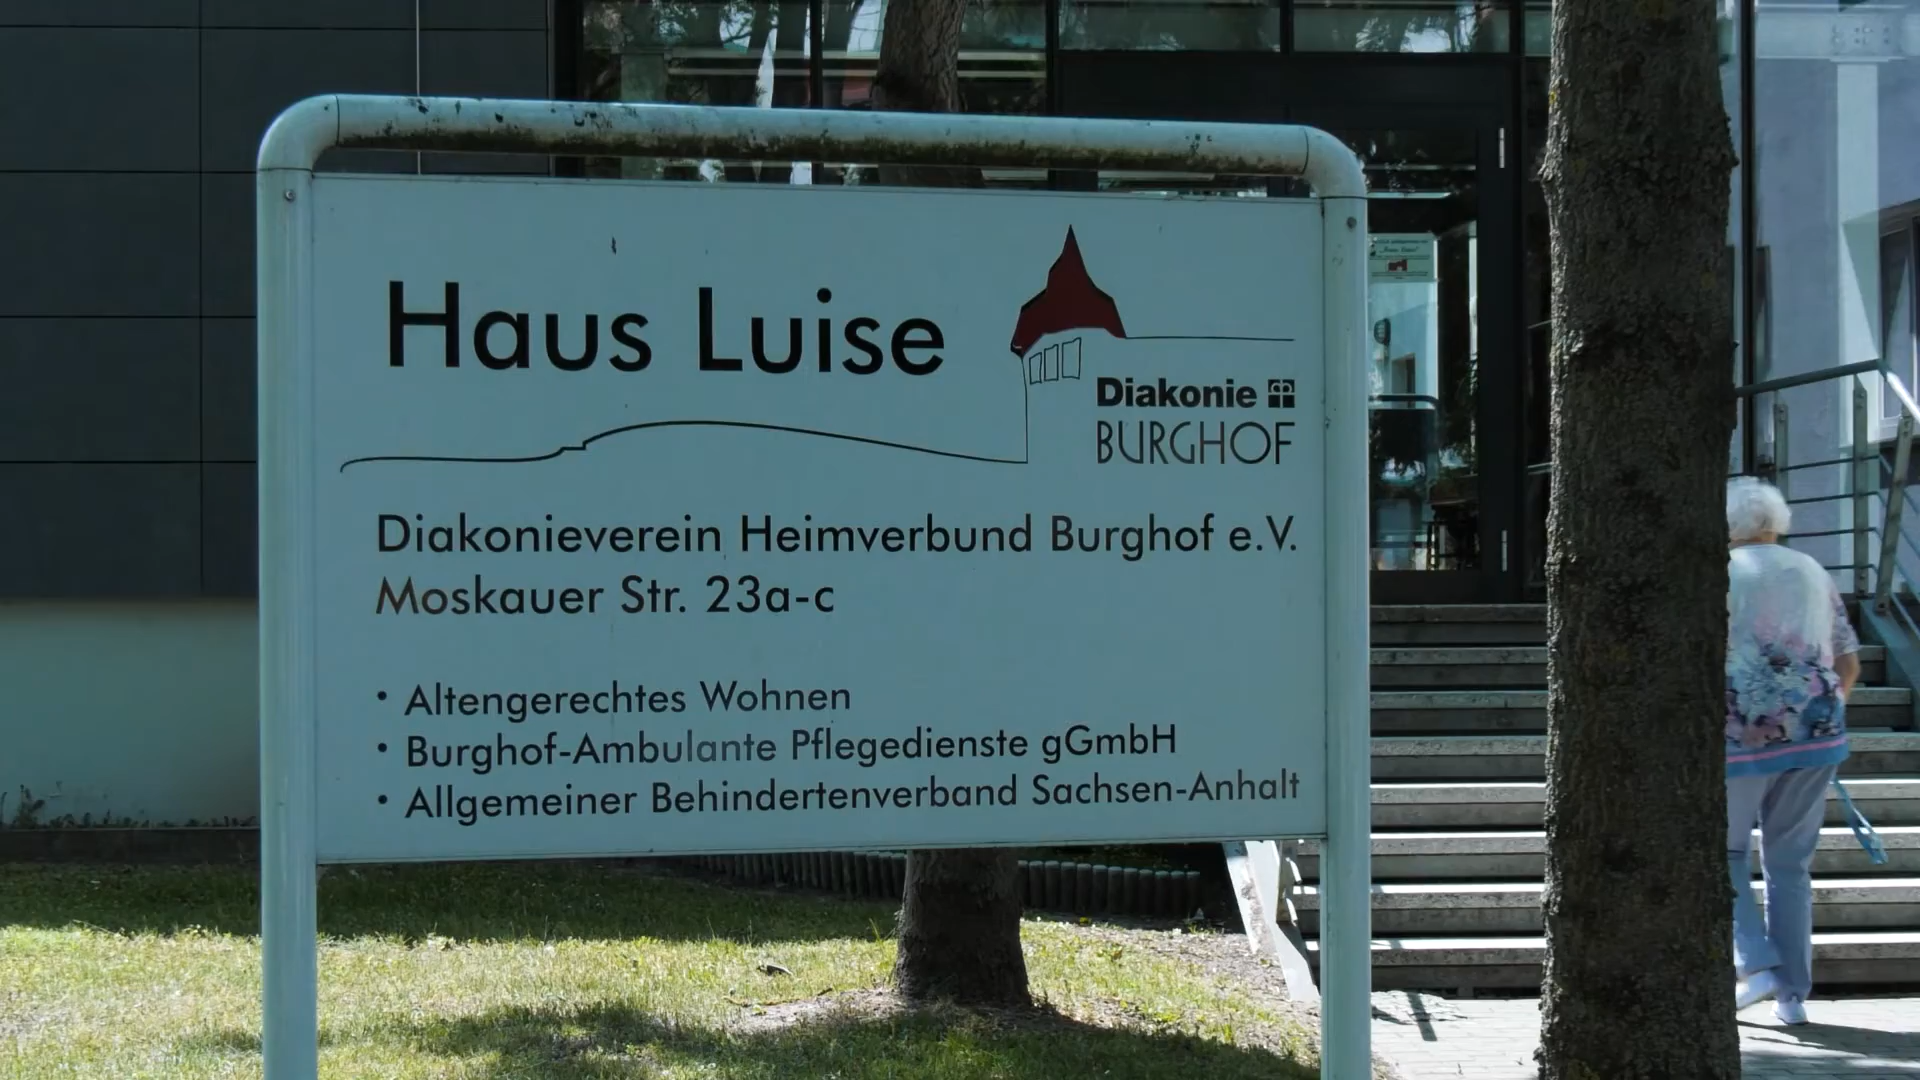 Haus Luise
Diakonie
BURGHOF
Diakonieverein Heimverbund Burghof e.V.
Moskauer Str. 23a-c
• Altengerechtes Wohnen
• Burghof-Ambulante Pflegedienste gGmbH
• Allgemeiner Behindertenverband Sachsen-Anhalt